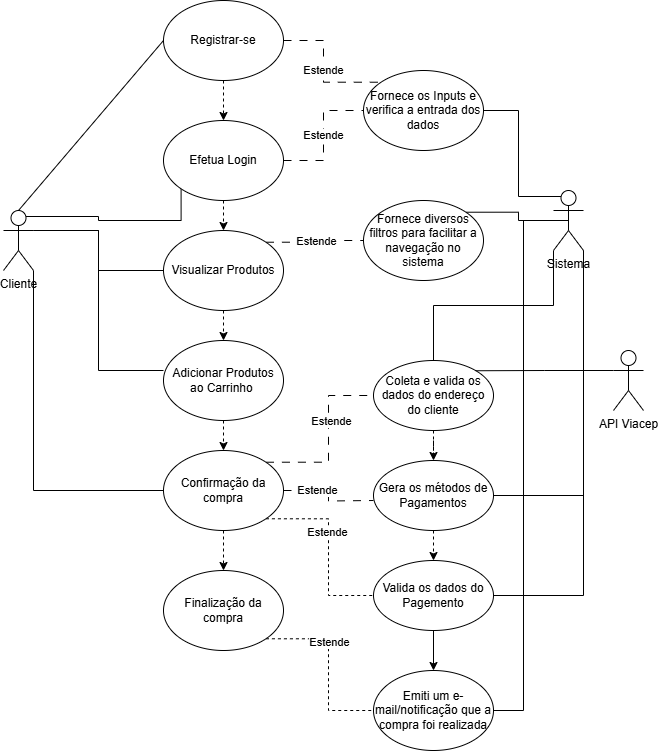 Registrar-se
Estende
Fornece os Inputs e
verifica a entrada dos
dados
Estende
Efetua Login
Fornece diversos
filtros para facilitar a
navegação no
sistema
Estende
Visualizar Produtos
Sistema
Cliente
Adicionar Produtos
ao Carrinho
Coleta e valida os
dados do endereço
do cliente
Estende
API Viacep
Confirmação da
compra
Estende
Gera os métodos de
Pagamentos
Estende
Valida os dados do
Pagemento
Finalização da
compra
Estende
Emiti um e-
mail/notificação que a
compra foi realizada